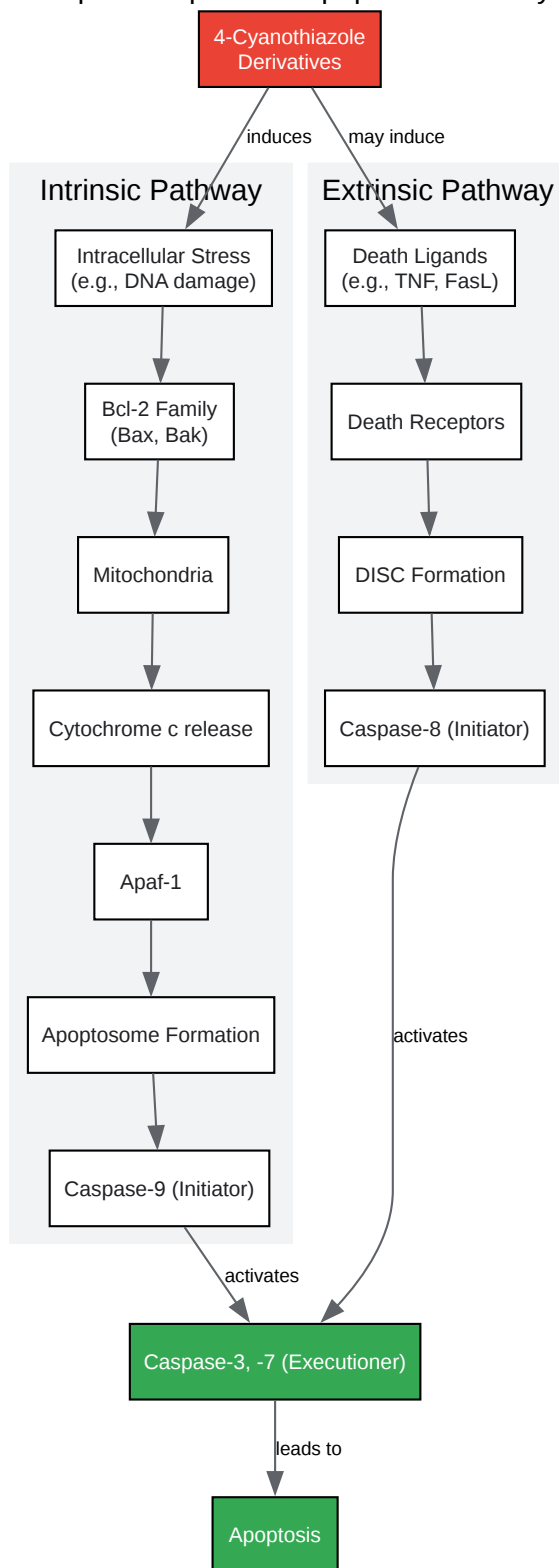 4-Cyanothiazole
Derivatives
induces
may induce
Intrinsic Pathway
Intracellular Stress
(e.g., DNA damage)
Bcl-2 Family
(Bax, Bak)
Mitochondria
Cytochrome c release
Apaf-1
Apoptosome Formation
Caspase-9 (Initiator)
Extrinsic Pathway
Death Ligands
(e.g., TNF, FasL)
Death Receptors
DISC Formation
Caspase-8 (Initiator)
activates
activates
Caspase-3, -7 (Executioner)
leads to
Apoptosis